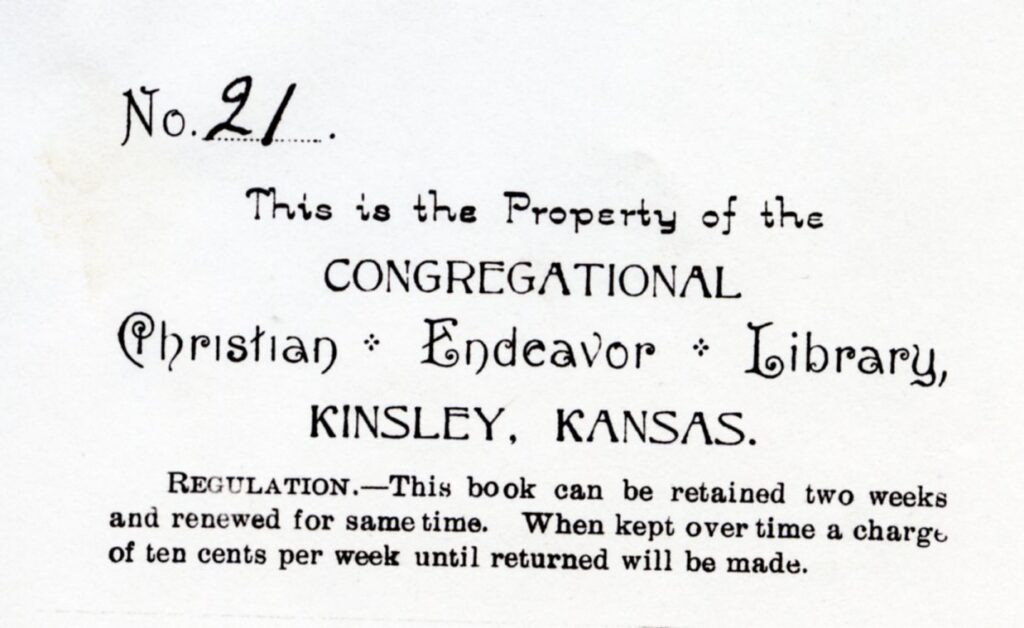 No. 21.
This is the Property of the
CONGREGATIONAL
Christian Endeavor Library,
KINSLEY, KANSAS.
REGULATION.—This book can be retained two weeks
and renewed for same time. When kept over time a charge
of ten cents per week until returned will be made.